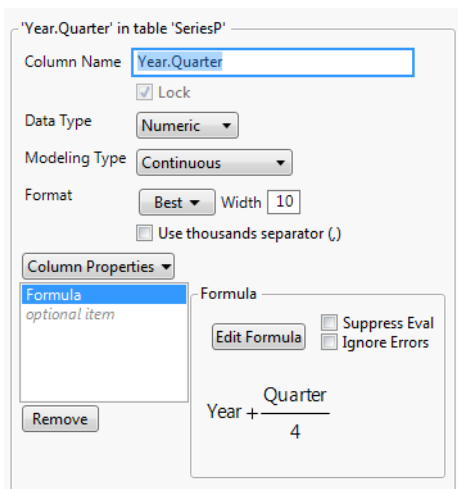 'Year.Quarter' in table 'SeriesP'
Column Name Year.Quarter
Lock
Data Type Numeric
Modeling Type Continuous
Format Best Width 10
Use thousands separator (,)
Column Properties
Formula
optional item
Remove
Formula
Edit Formula
Suppress Eval
Ignore Errors
Year + Quarter
4